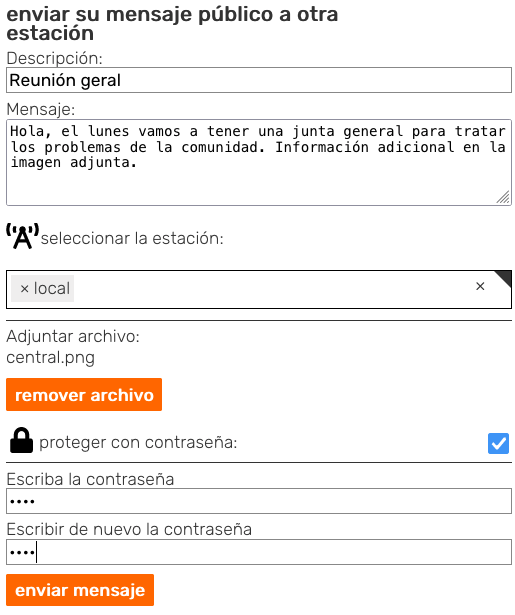 enviar su mensaje público a otra
estación
Descripción:
Reunión geral
Mensaje:
Hola, el lunes vamos a tener una junta general para tratar
los problemas de la comunidad. Información adicional en la
imagen adjunta.
seleccionar la estación:
× local ×
Adjuntar archivo:
central.png
remover archivo
proteger con contraseña:
Escriba la contraseña
••••
Escribir de nuevo la contraseña
••••
enviar mensaje